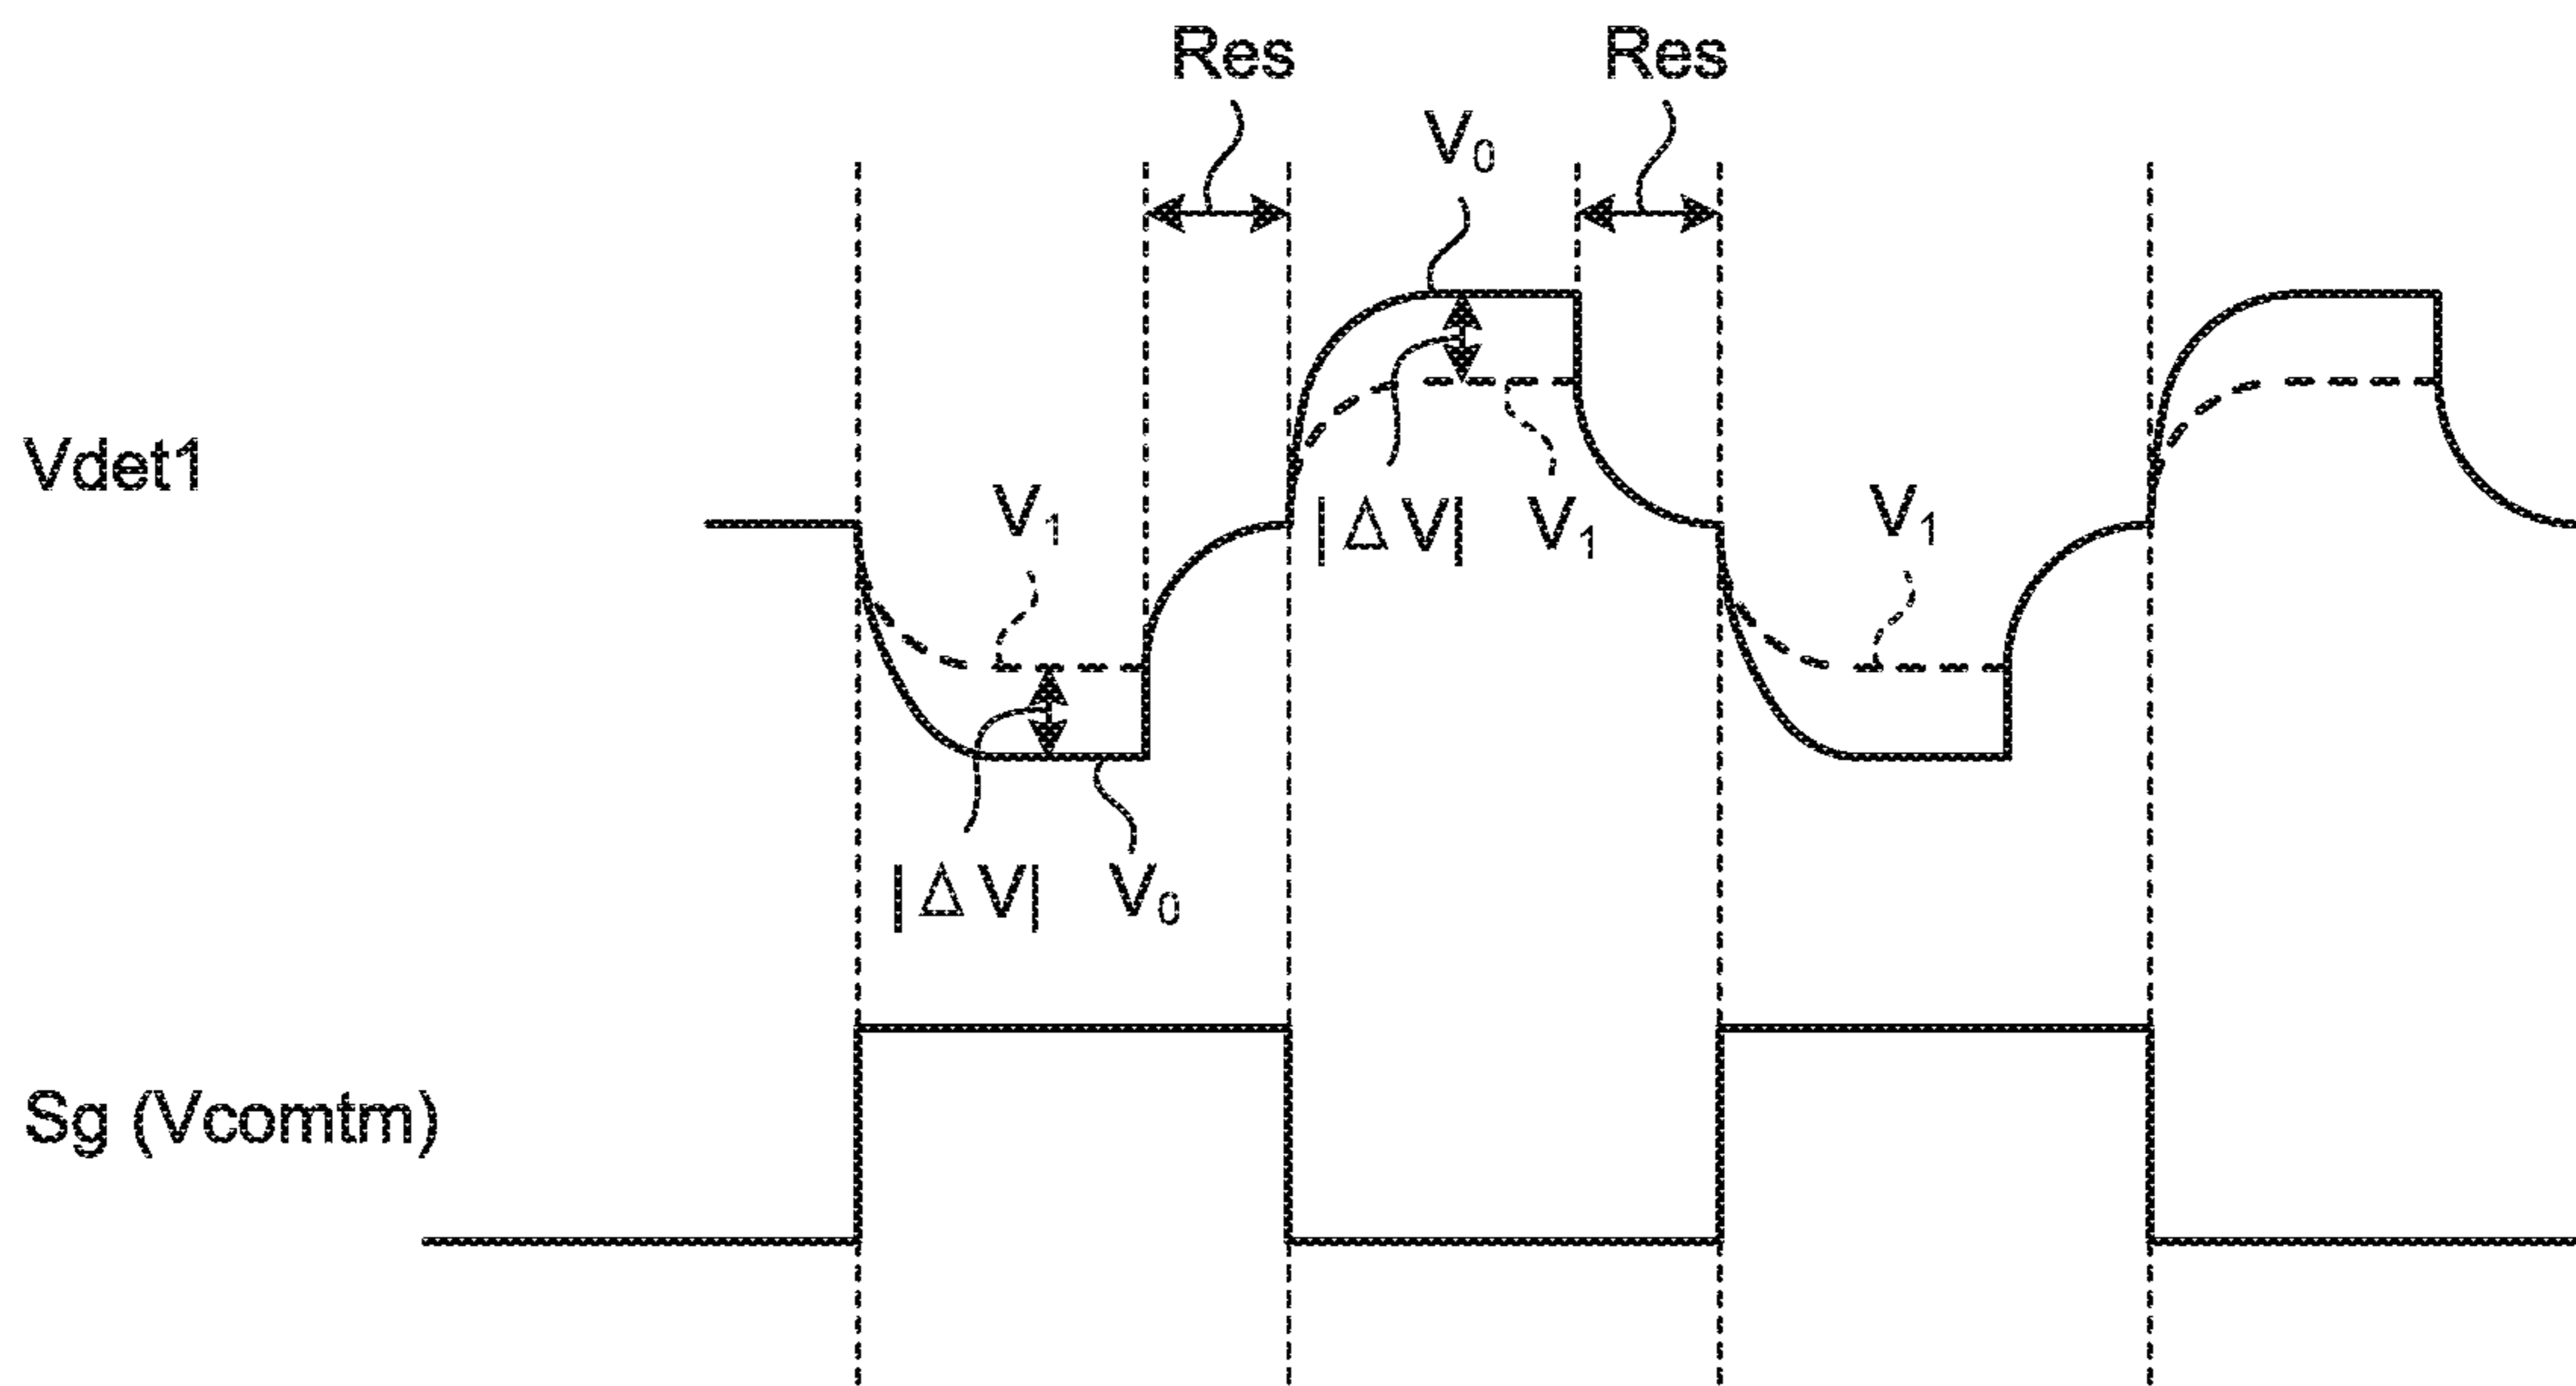 Res Res
V₀
Vdet1
V₁ |ΔV| V₁ V₁
|ΔV| V₀
Sg (Vcomtm)